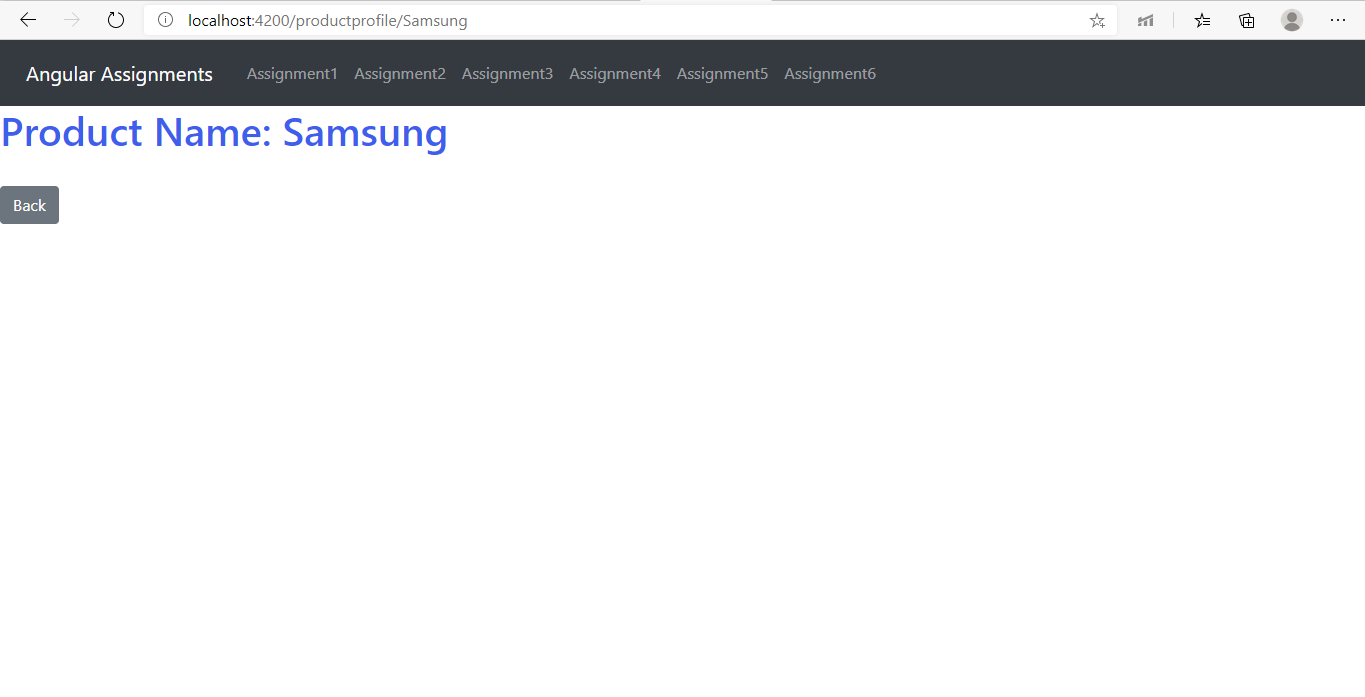 localhost:4200/productprofile/Samsung
Angular Assignments Assignment1 Assignment2 Assignment3 Assignment4 Assignment5 Assignment6
Product Name: Samsung
Back